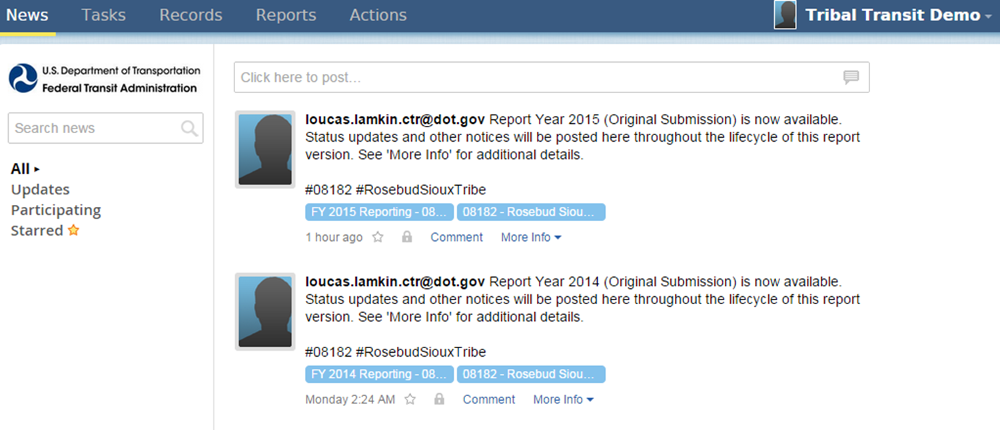 News Tasks Records Reports Actions Tribal Transit Demo
U.S. Department of Transportation
Federal Transit Administration
Search news
All
Updates
Participating
Starred
Click here to post...
loucas.lamkin.ctr@dot.gov Report Year 2015 (Original Submission) is now available.
Status updates and other notices will be posted here throughout the lifecycle of this report
version. See 'More Info' for additional details.
#08182 #RosebudSiouxTribe
FY 2015 Reporting - 08... 08182 - Rosebud Siou...
1 hour ago Comment More Info
loucas.lamkin.ctr@dot.gov Report Year 2014 (Original Submission) is now available.
Status updates and other notices will be posted here throughout the lifecycle of this report
version. See 'More Info' for additional details.
#08182 #RosebudSiouxTribe
FY 2014 Reporting - 08... 08182 - Rosebud Siou...
Monday 2:24 AM Comment More Info